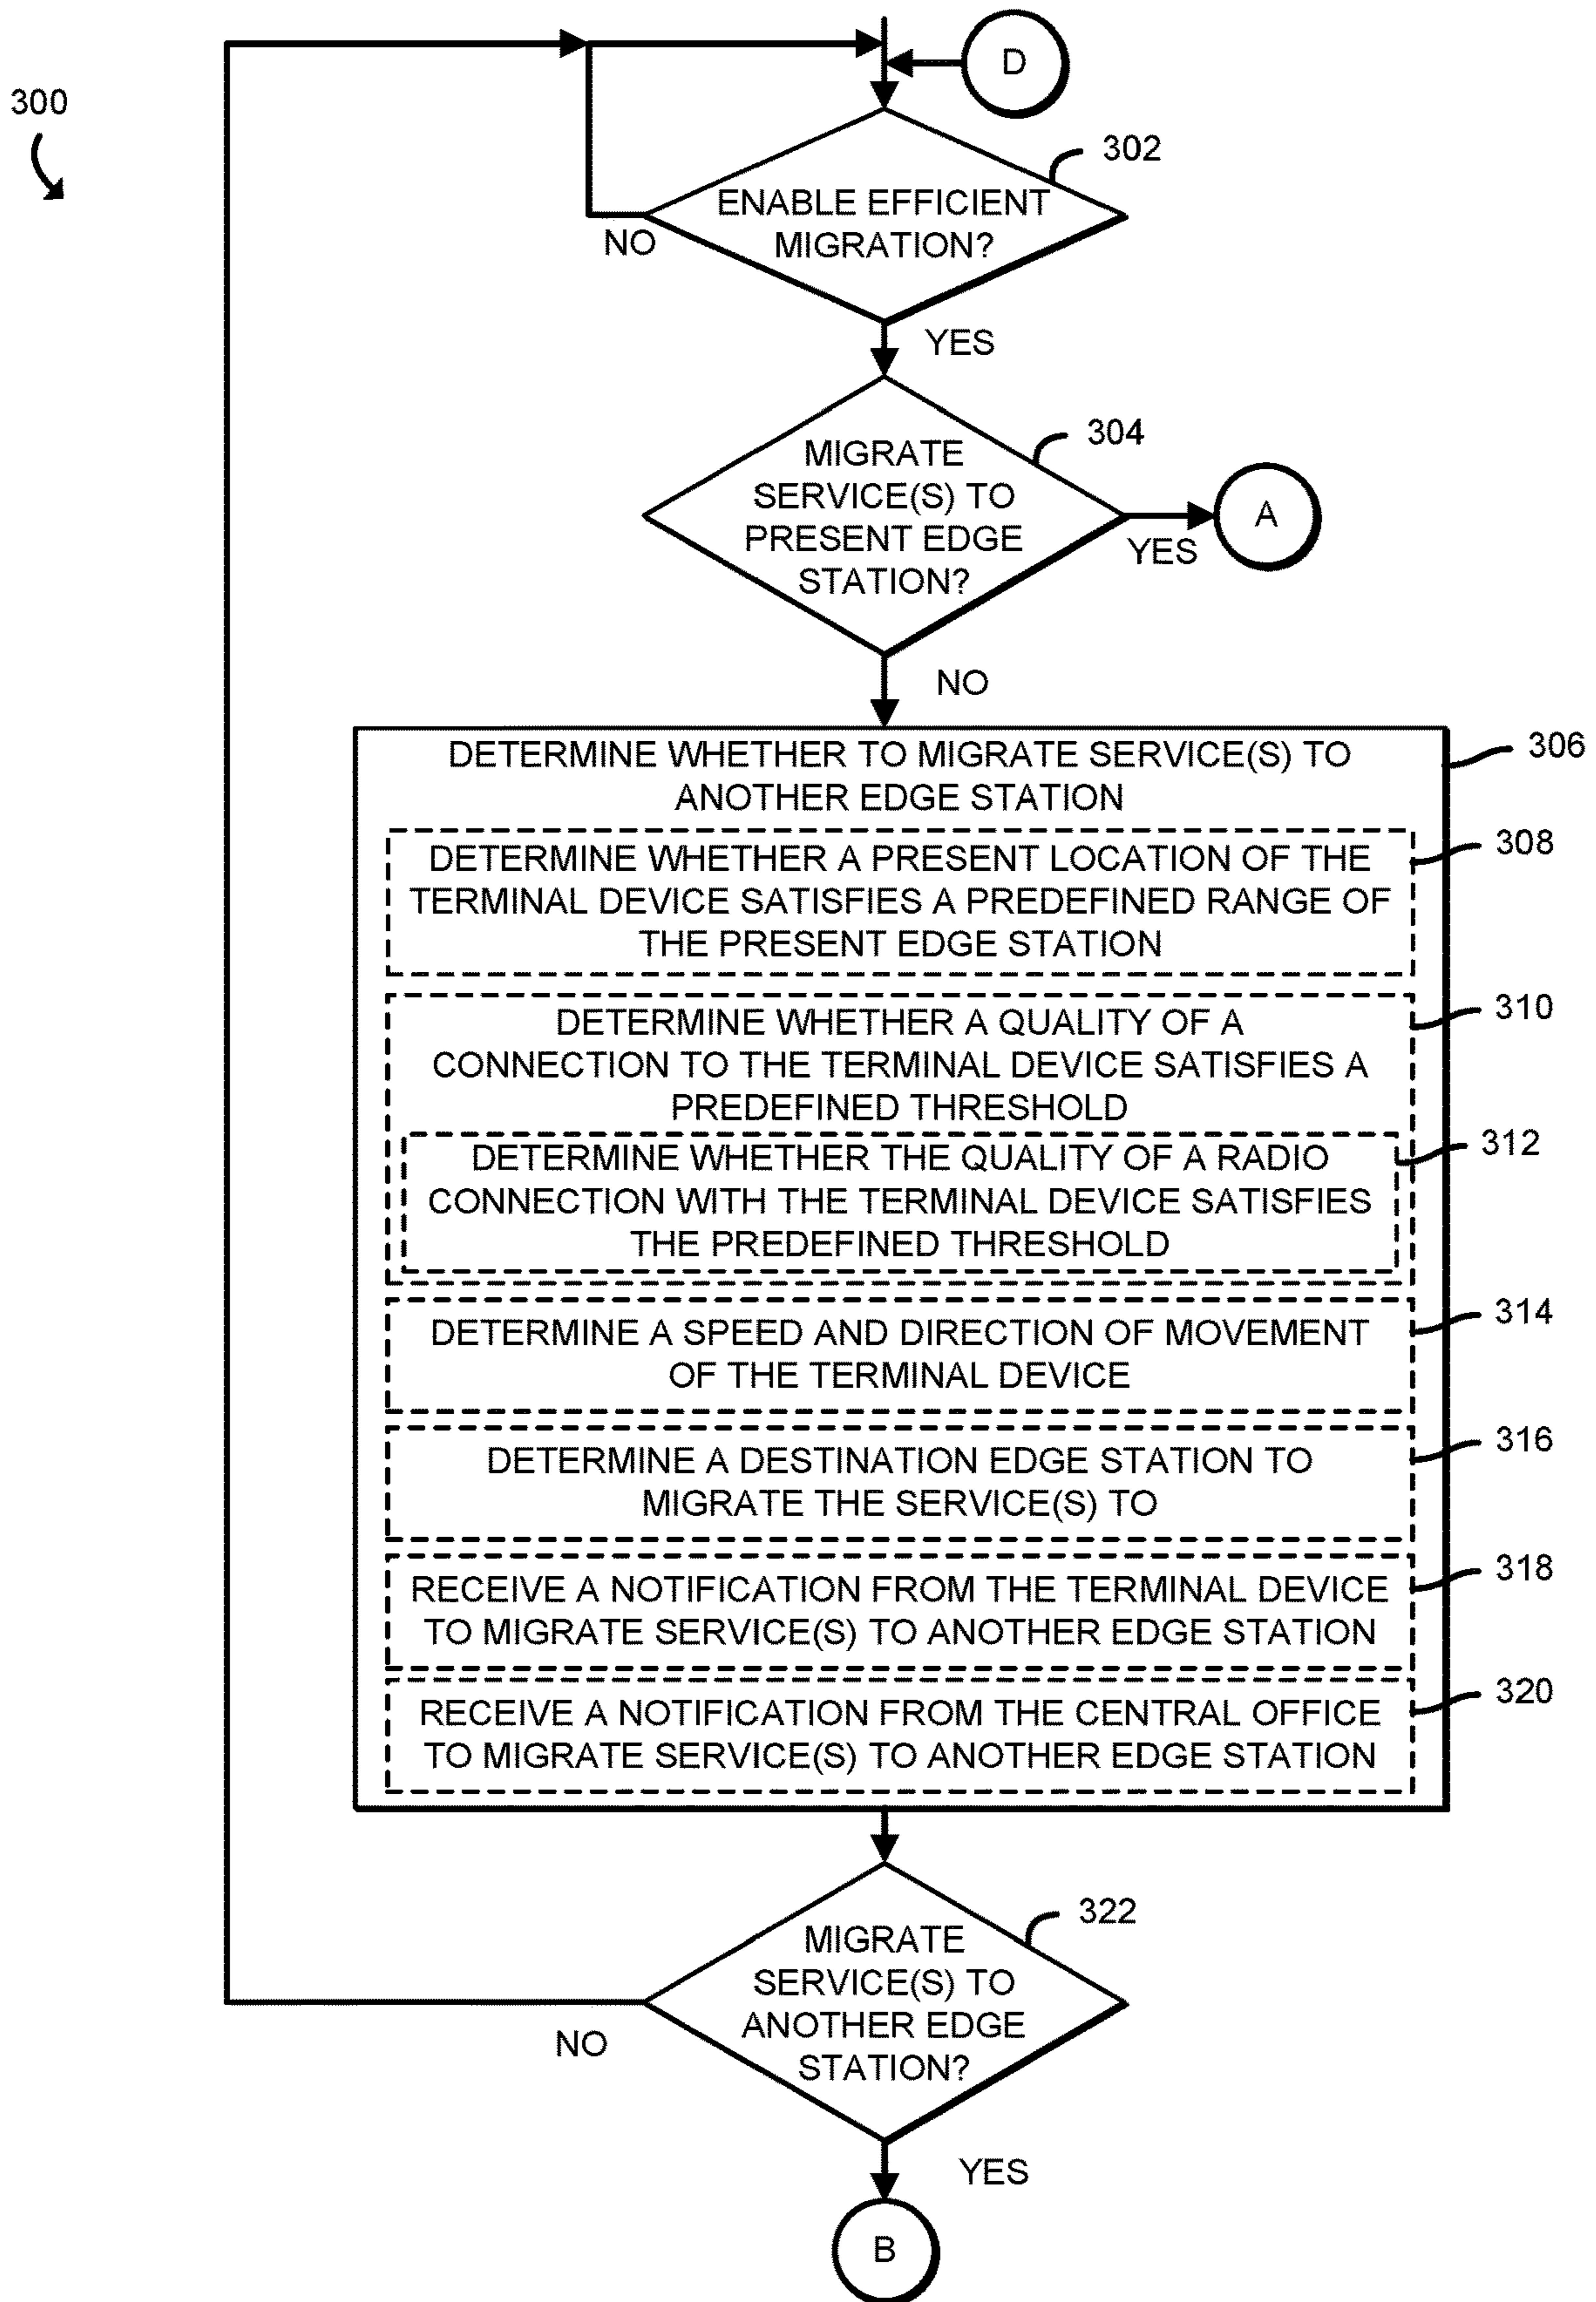 300
D
302
ENABLE EFFICIENT
MIGRATION?
NO
YES
304
MIGRATE
SERVICE(S) TO
PRESENT EDGE
STATION?
YES
A
NO
306
DETERMINE WHETHER TO MIGRATE SERVICE(S) TO
ANOTHER EDGE STATION
308
DETERMINE WHETHER A PRESENT LOCATION OF THE
TERMINAL DEVICE SATISFIES A PREDEFINED RANGE OF
THE PRESENT EDGE STATION
310
DETERMINE WHETHER A QUALITY OF A
CONNECTION TO THE TERMINAL DEVICE SATISFIES A
PREDEFINED THRESHOLD
312
DETERMINE WHETHER THE QUALITY OF A RADIO
CONNECTION WITH THE TERMINAL DEVICE SATISFIES
THE PREDEFINED THRESHOLD
314
DETERMINE A SPEED AND DIRECTION OF MOVEMENT
OF THE TERMINAL DEVICE
316
DETERMINE A DESTINATION EDGE STATION TO
MIGRATE THE SERVICE(S) TO
318
RECEIVE A NOTIFICATION FROM THE TERMINAL DEVICE
TO MIGRATE SERVICE(S) TO ANOTHER EDGE STATION
320
RECEIVE A NOTIFICATION FROM THE CENTRAL OFFICE
TO MIGRATE SERVICE(S) TO ANOTHER EDGE STATION
322
MIGRATE
SERVICE(S) TO
ANOTHER EDGE
STATION?
NO
YES
B